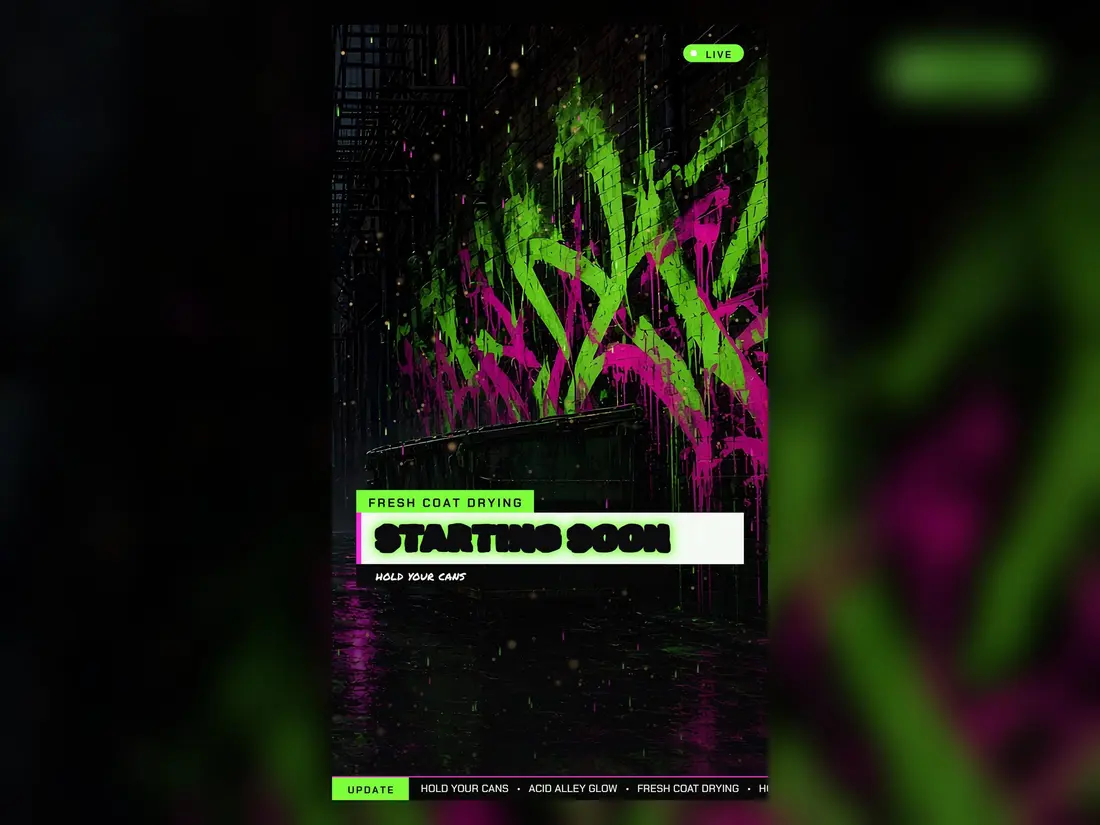 LIVE
FRESH COAT DRYING
STARTING SOON
HOLD YOUR CANS
UPDATE
HOLD YOUR CANS • ACID ALLEY GLOW • FRESH COAT DRYING •